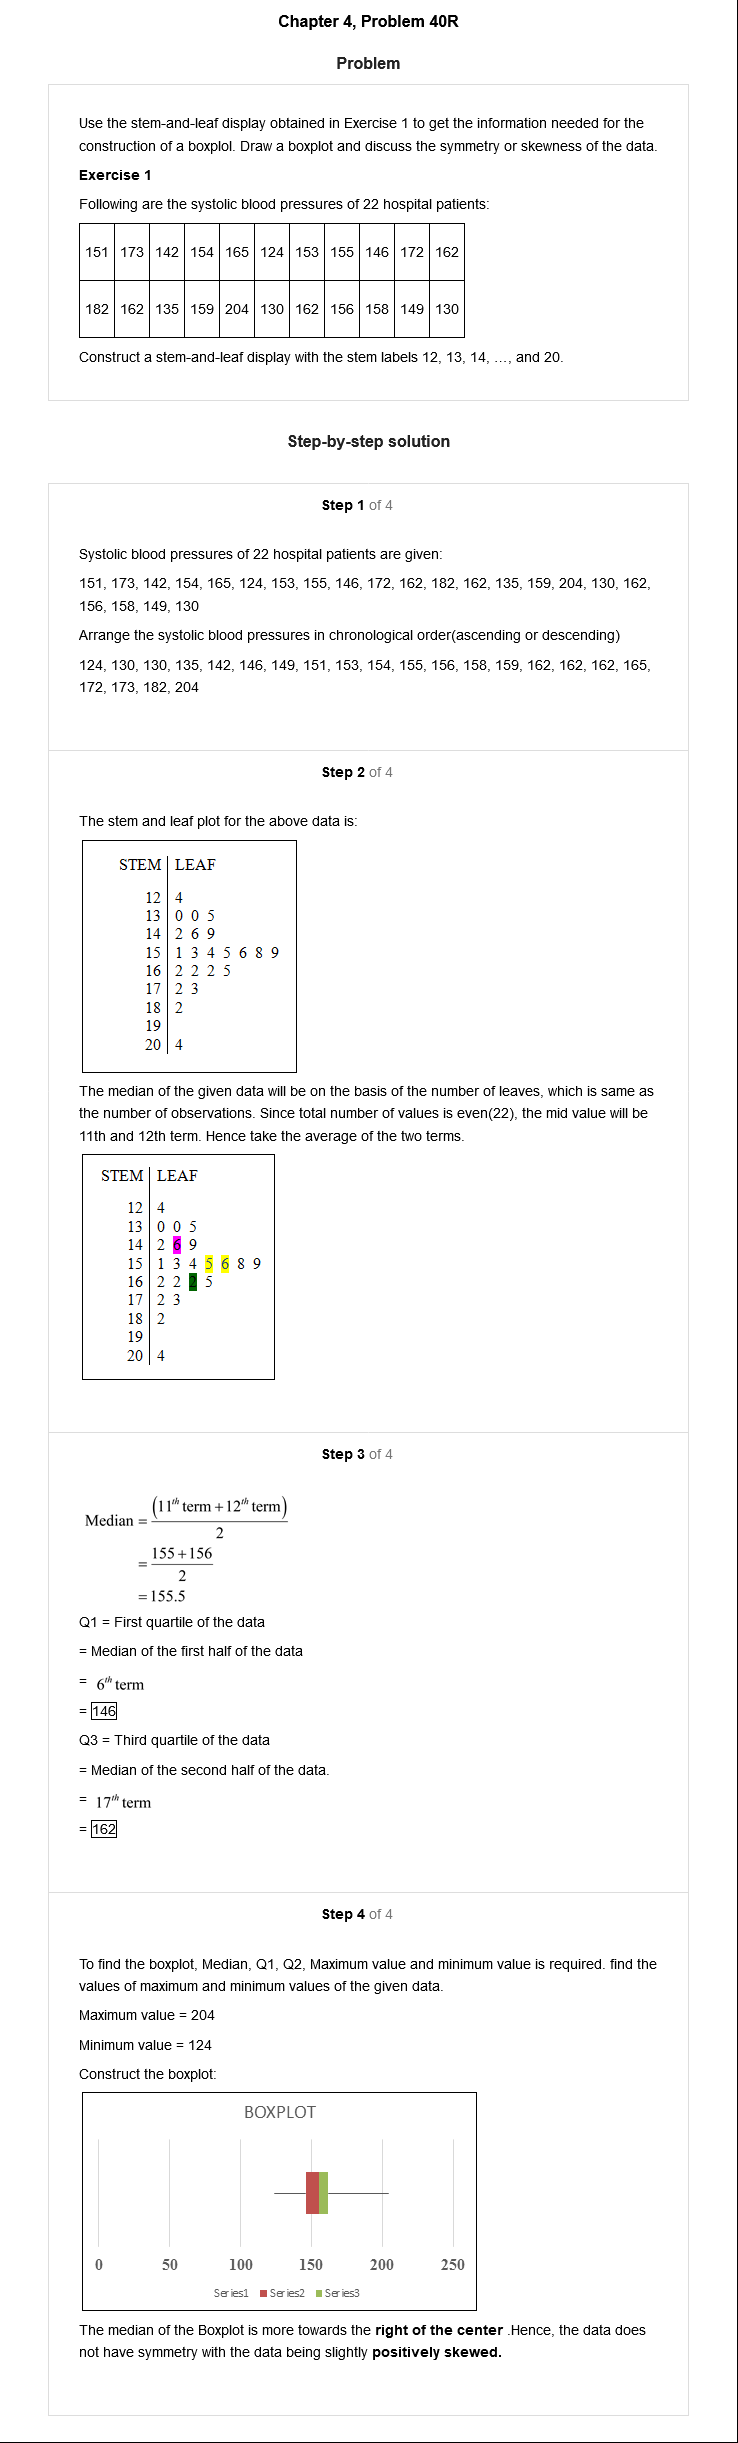 Chapter 4, Problem 40R
Problem
Use the stem-and-leaf display obtained in Exercise 1 to get the information needed for the
construction of a boxplol. Draw a boxplot and discuss the symmetry or skewness of the data.
Exercise 1
Following are the systolic blood pressures of 22 hospital patients:
151 173 142 154 165 124 153 155 146 172 162
182 162 135 159 204 130 162 156 158 149 130
Construct a stem-and-leaf display with the stem labels 12, 13, 14, …, and 20.
Step-by-step solution
Step 1 of 4
Systolic blood pressures of 22 hospital patients are given:
151, 173, 142, 154, 165, 124, 153, 155, 146, 172, 162, 182, 162, 135, 159, 204, 130, 162,
156, 158, 149, 130
Arrange the systolic blood pressures in chronological order(ascending or descending)
124, 130, 130, 135, 142, 146, 149, 151, 153, 154, 155, 156, 158, 159, 162, 162, 162, 165,
172, 173, 182, 204
Step 2 of 4
The stem and leaf plot for the above data is:
STEM LEAF
12 4
13 0 0 5
14 2 6 9
15 1 3 4 5 6 8 9
16 2 2 2 5
17 2 3
18 2
19
20 4
The median of the given data will be on the basis of the number of leaves, which is same as
the number of observations. Since total number of values is even(22), the mid value will be
11th and 12th term. Hence take the average of the two terms.
STEM LEAF
12 4
13 0 0 5
14 2 6 9
15 1 3 4 5 6 8 9
16 2 2 2 5
17 2 3
18 2
19
20 4
Step 3 of 4
Median = (11th term + 12th term)
2
= 155 + 156
2
= 155.5
Q1 = First quartile of the data
= Median of the first half of the data
= 6th term
= 146
Q3 = Third quartile of the data
= Median of the second half of the data.
= 17th term
= 162
Step 4 of 4
To find the boxplot, Median, Q1, Q2, Maximum value and minimum value is required. find the
values of maximum and minimum values of the given data.
Maximum value = 204
Minimum value = 124
Construct the boxplot:
BOXPLOT
0 50 100 150 200 250
Series1 Series2 Series3
The median of the Boxplot is more towards the right of the center .Hence, the data does
not have symmetry with the data being slightly positively skewed.